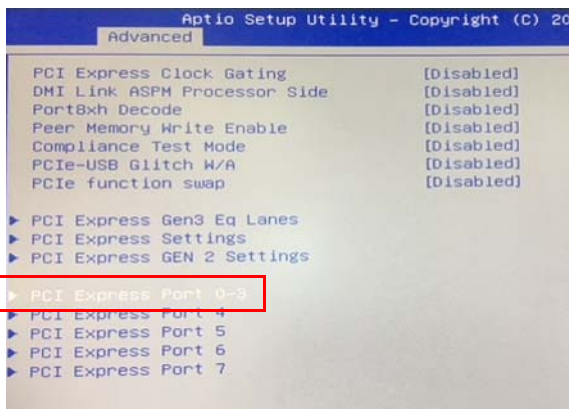 Aptio Setup Utility – Copyright (C) 20
Advanced
PCI Express Clock Gating [Disabled]
DMI Link ASPM Processor Side [Disabled]
Port8xh Decode [Disabled]
Peer Memory Write Enable [Disabled]
Compliance Test Mode [Disabled]
PCIe-USB Glitch W/A [Disabled]
PCIe function swap [Disabled]
▶ PCI Express Gen3 Eq Lanes
▶ PCI Express Settings
▶ PCI Express GEN 2 Settings
▶ PCI Express Port 0-3
▶ PCI Express Port 4
▶ PCI Express Port 5
▶ PCI Express Port 6
▶ PCI Express Port 7